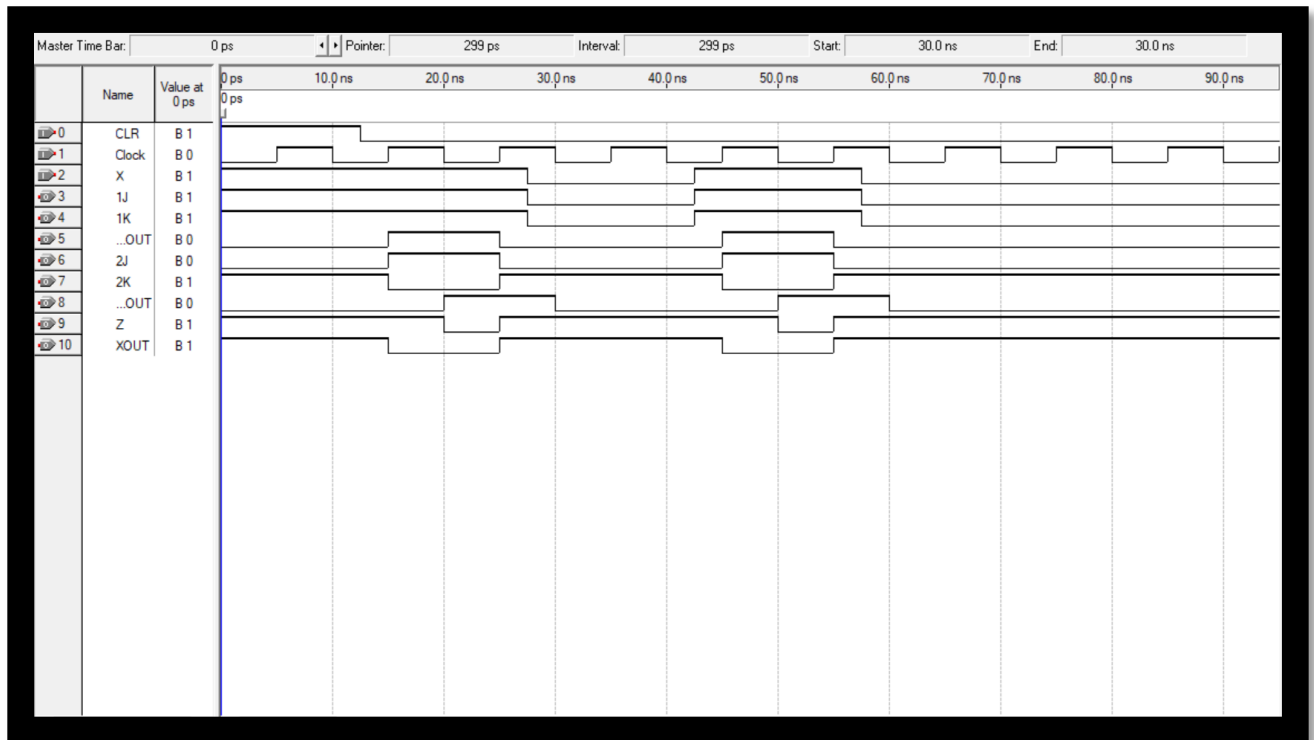 Master Time Bar: 0 ps Pointer: 299 ps Interval: 299 ps Start: 30.0 ns End: 30.0 ns
Name Value at 0 ps 0 ps 10.0 ns 20.0 ns 30.0 ns 40.0 ns 50.0 ns 60.0 ns 70.0 ns 80.0 ns 90.0 ns
0 ps
0 CLR B 1
1 Clock B 0
2 X B 1
3 1J B 1
4 1K B 1
5 ...OUT B 0
6 2J B 0
7 2K B 1
8 ...OUT B 0
9 Z B 1
10 XOUT B 1